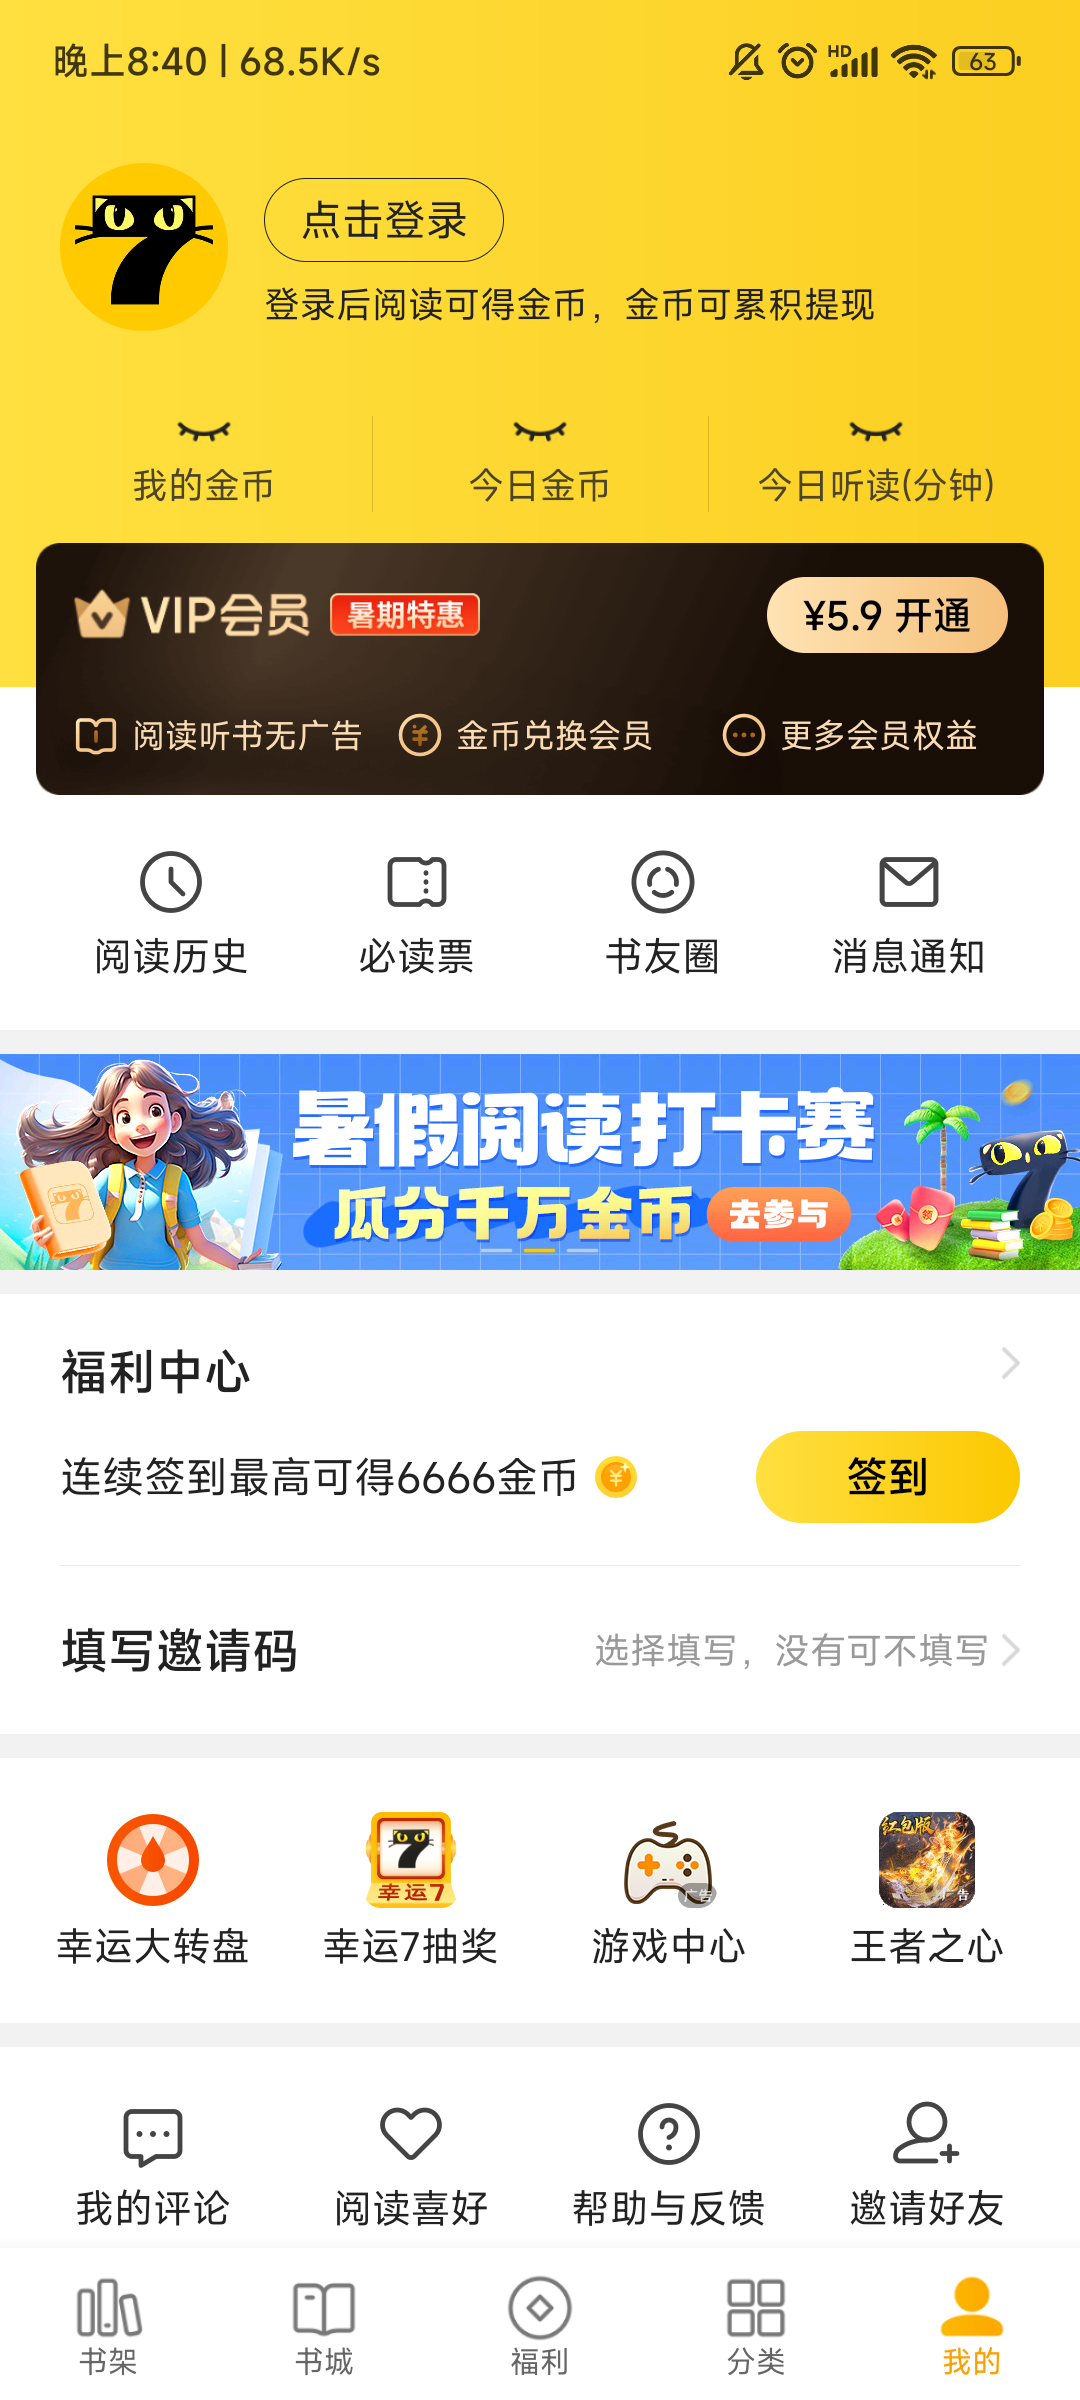 晚上8:40 | 68.5K/s
HD
63
点击登录
登录后阅读可得金币，金币可累积提现
我的金币
今日金币
今日听读(分钟)
VIP会员
暑期特惠
¥5.9 开通
阅读听书无广告
金币兑换会员
更多会员权益
阅读历史
必读票
书友圈
消息通知
暑假阅读打卡赛
瓜分千万金币
去参与
领
福利中心
连续签到最高可得6666金币
签到
填写邀请码
选择填写，没有可不填写
幸运7
广告
红包版
广告
幸运大转盘
幸运7抽奖
游戏中心
王者之心
我的评论
阅读喜好
帮助与反馈
邀请好友
书架
书城
福利
分类
我的